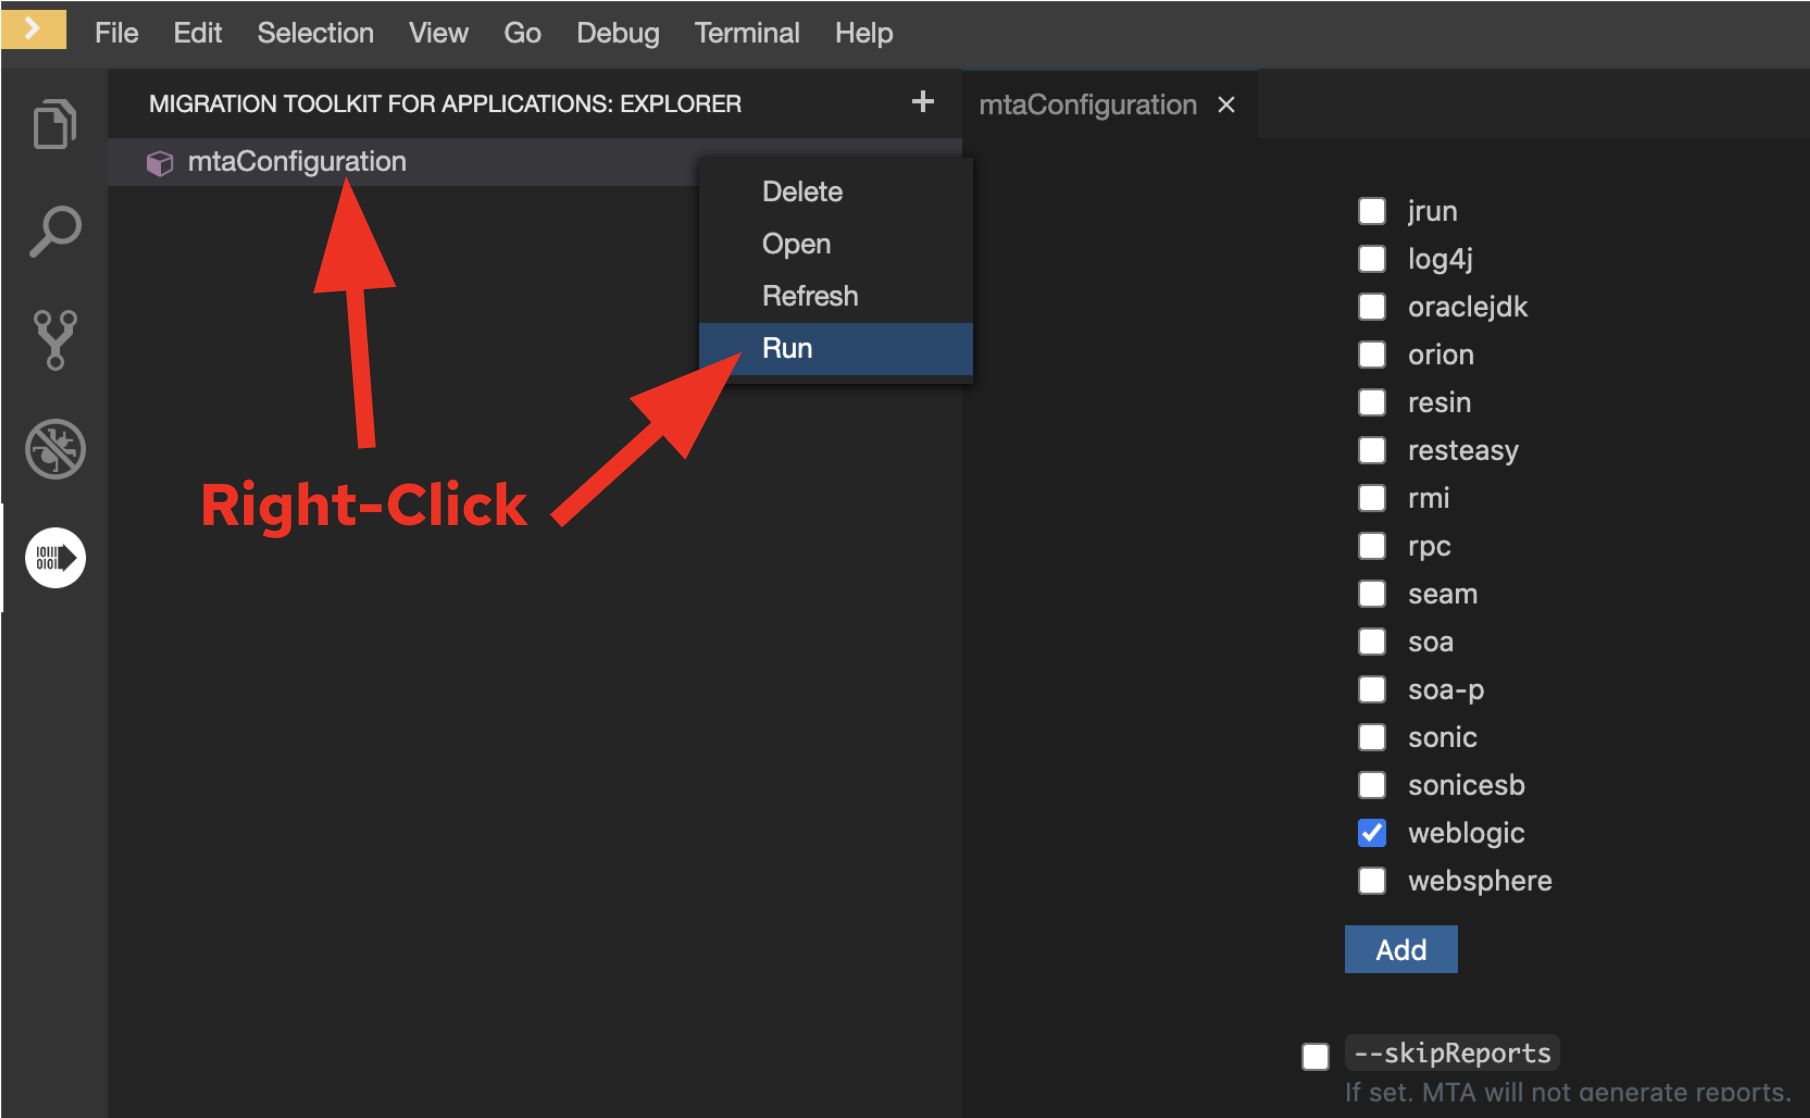 File Edit Selection View Go Debug Terminal Help
MIGRATION TOOLKIT FOR APPLICATIONS: EXPLORER
mtaConfiguration
mtaConfiguration
Delete
Open
Refresh
Run
Right-Click
jrun
log4j
oraclejdk
orion
resin
resteasy
rmi
rpc
seam
soa
soa-p
sonic
sonicesb
weblogic
websphere
Add
--skipReports
If set, MTA will not generate reports.